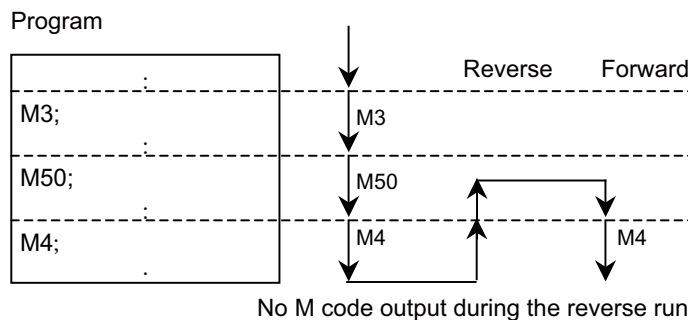 Program
Reverse Forward
:
M3; M3
:
M50; M50
:
M4; M4 M4
.
No M code output during the reverse run